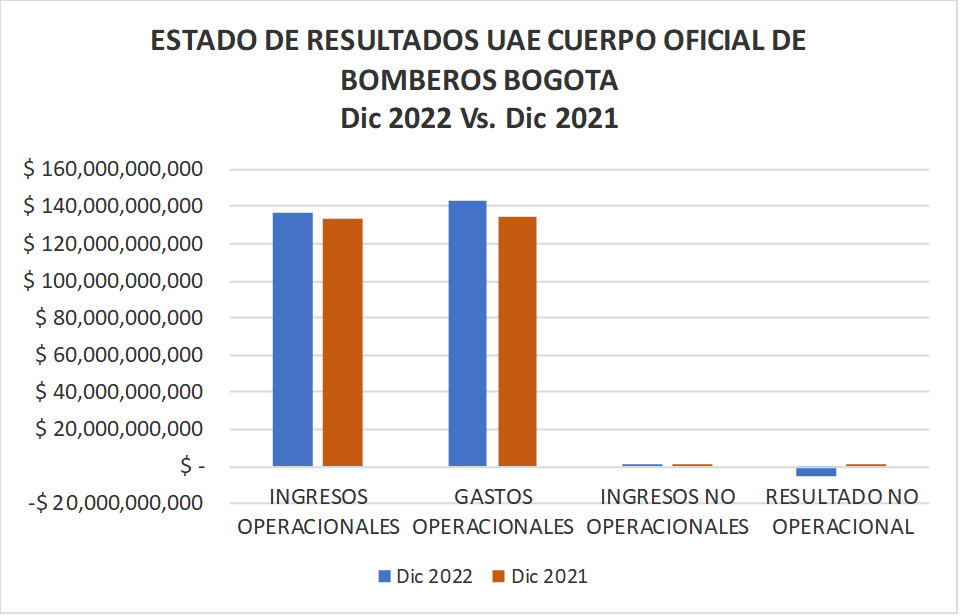 ESTADO DE RESULTADOS UAE CUERPO OFICIAL DE
BOMBEROS BOGOTA
Dic 2022 Vs. Dic 2021
$ 160,000,000,000
$ 140,000,000,000
$ 120,000,000,000
$ 100,000,000,000
$ 80,000,000,000
$ 60,000,000,000
$ 40,000,000,000
$ 20,000,000,000
$ -
-$ 20,000,000,000
INGRESOS
OPERACIONALES
GASTOS
OPERACIONALES
INGRESOS NO
OPERACIONALES
RESULTADO NO
OPERACIONAL
Dic 2022
Dic 2021